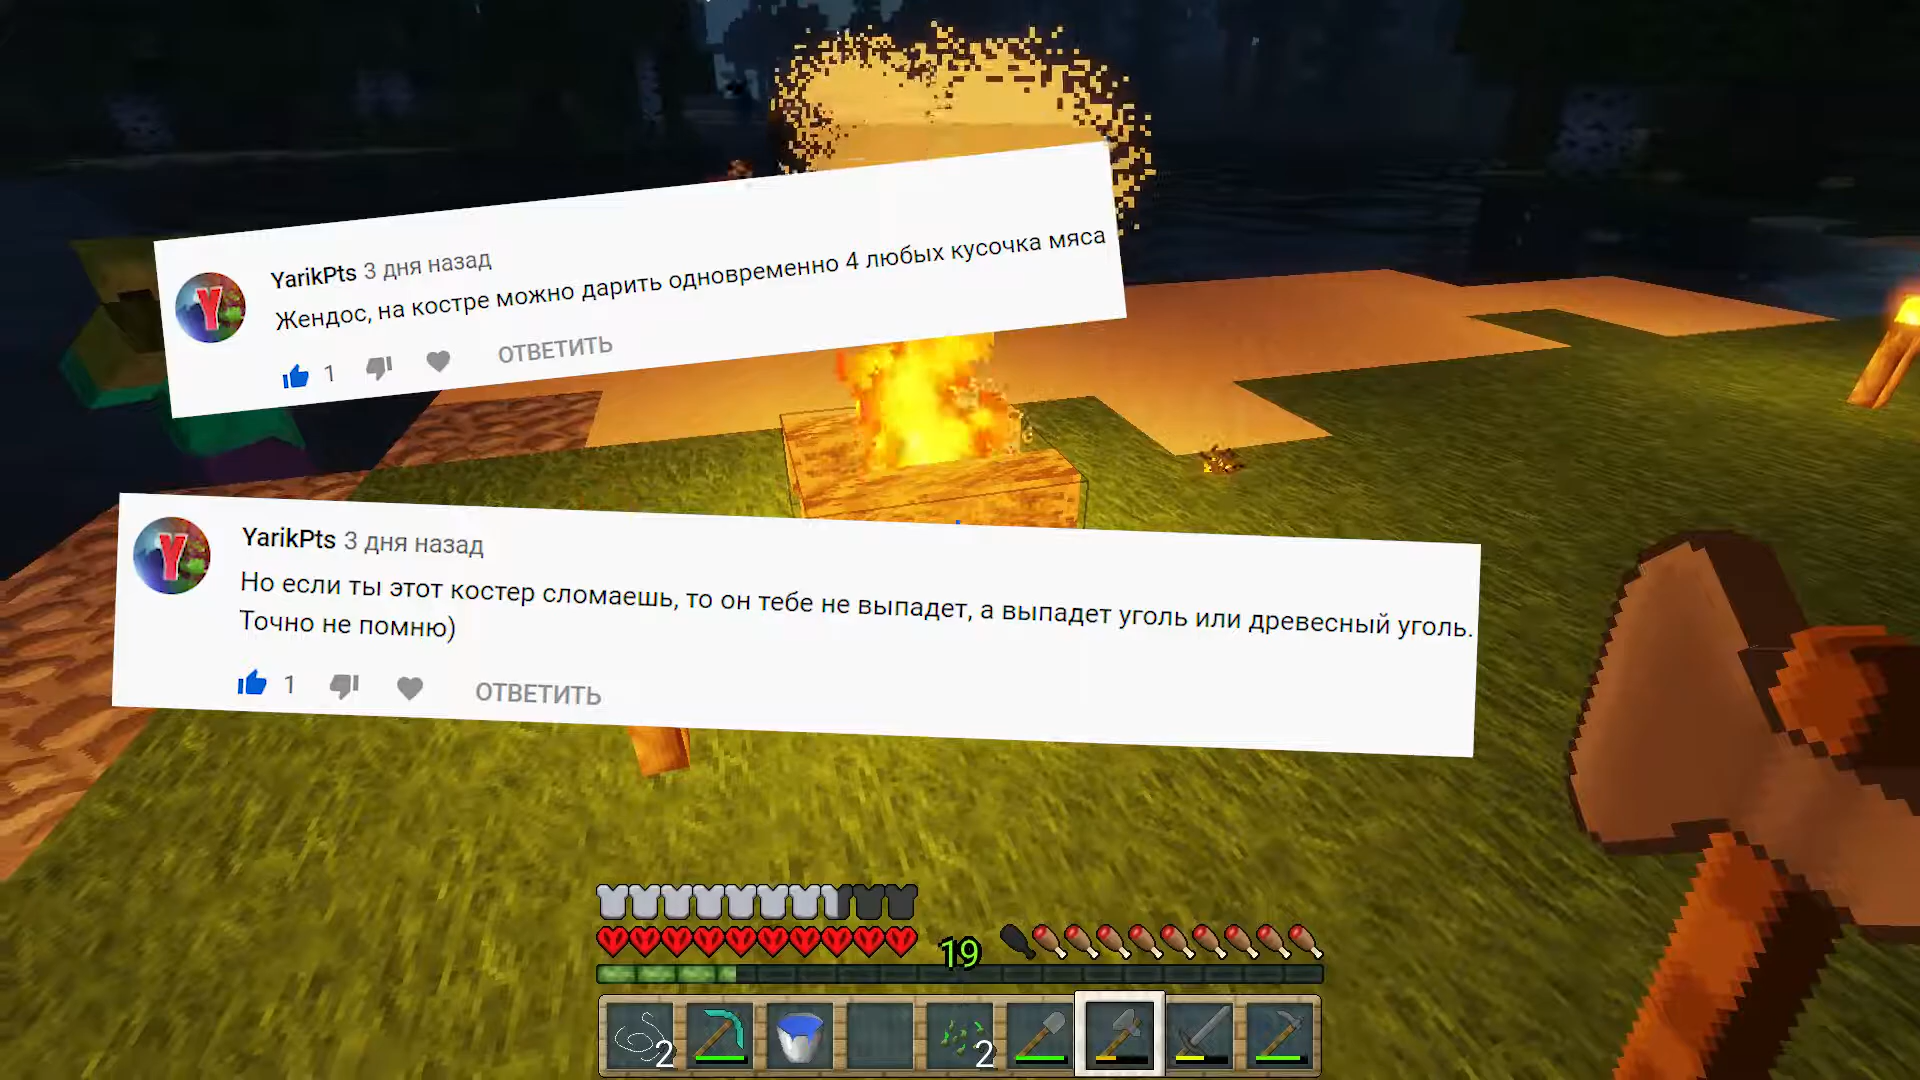 YarikPts 3 дня назад
Жендос, на костре можно дарить одновременно 4 любых кусочка мяса
1 ОТВЕТИТЬ
YarikPts 3 дня назад
Но если ты этот костер сломаешь, то он тебе не выпадет, а выпадет уголь или древесный уголь.
Точно не помню)
1 ОТВЕТИТЬ
19
2 2